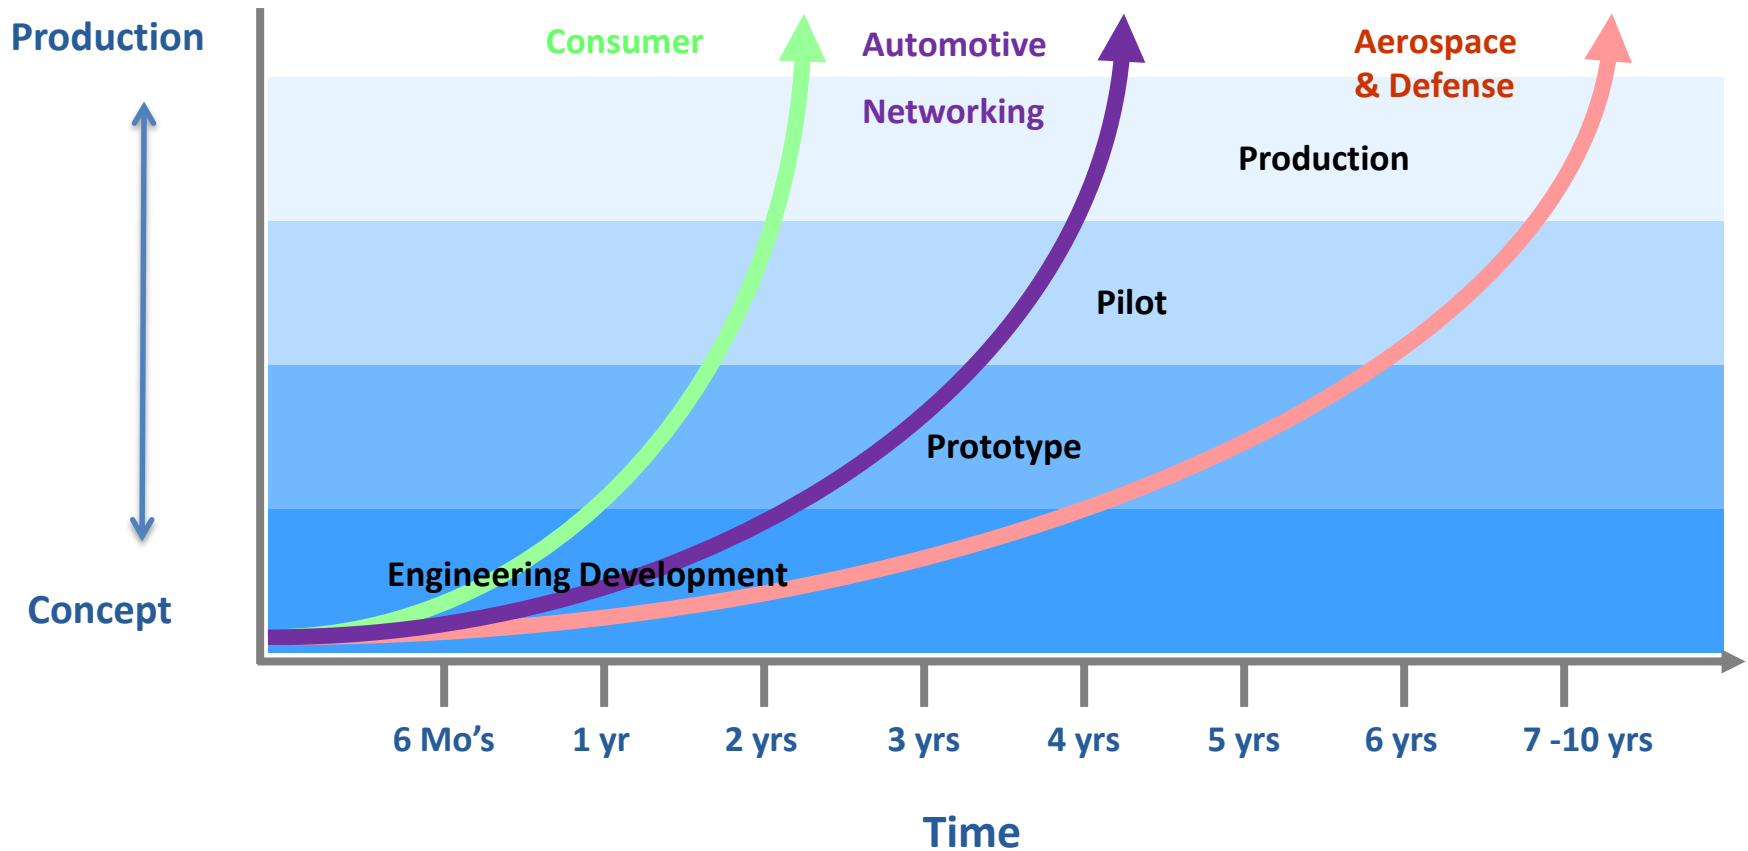 Production
Consumer
Automotive
Networking
Aerospace
& Defense
Production
Pilot
Prototype
Engineering Development
Concept
6 Mo’s
1 yr
2 yrs
3 yrs
4 yrs
5 yrs
6 yrs
7 -10 yrs
Time